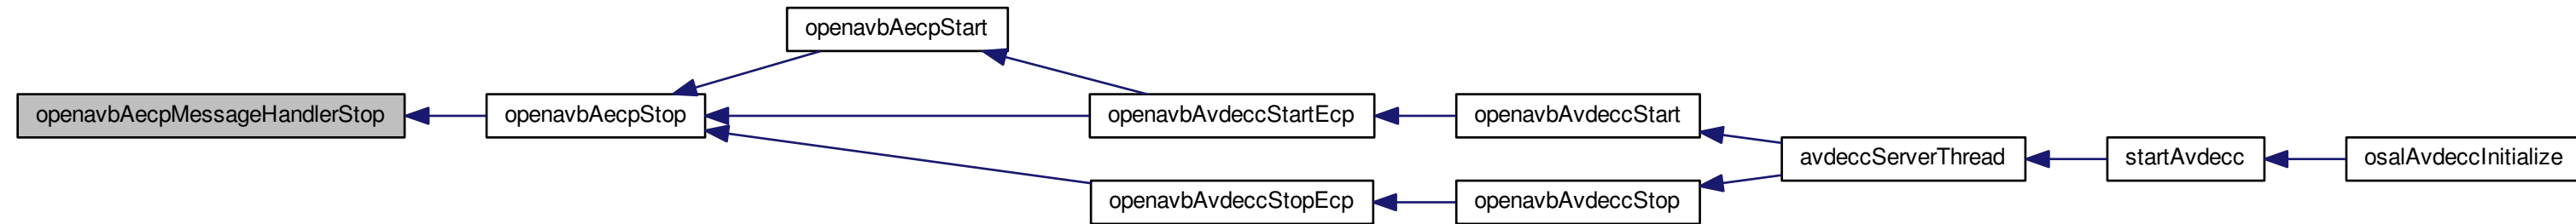 openavbAecpStart
openavbAecpMessageHandlerStop
openavbAecpStop
openavbAvdeccStartEcp
openavbAvdeccStart
avdeccServerThread
startAvdecc
osalAvdeccInitialize
openavbAvdeccStopEcp
openavbAvdeccStop